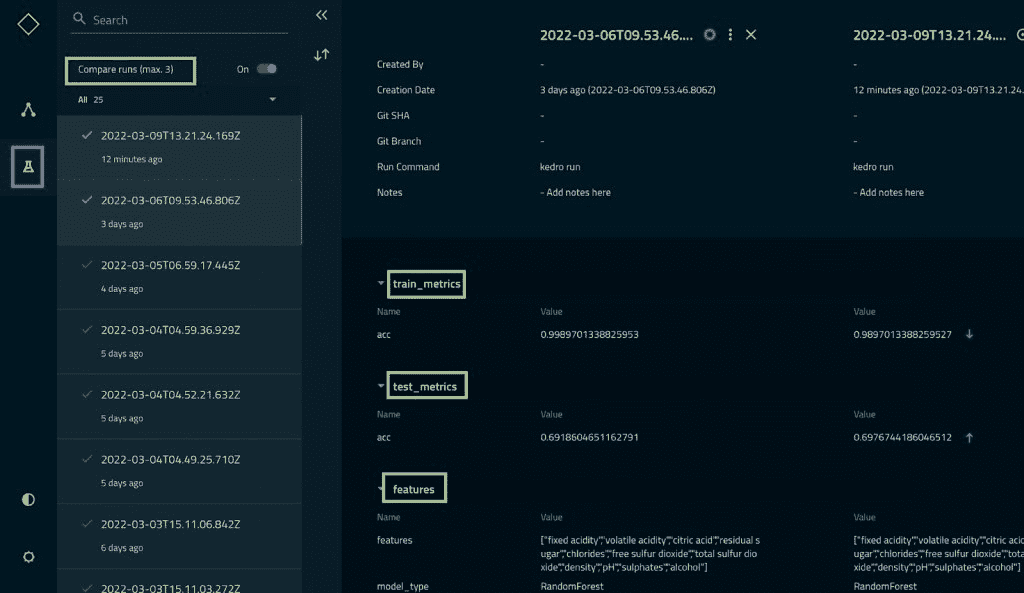 Search
Compare runs (max. 3)
On
All 25
2022-03-09T13.21.24.169Z
12 minutes ago
2022-03-06T09.53.46.806Z
3 days ago
2022-03-05T06.59.17.445Z
4 days ago
2022-03-04T04.59.36.929Z
5 days ago
2022-03-04T04.52.21.632Z
5 days ago
2022-03-04T04.49.25.710Z
5 days ago
2022-03-03T15.11.06.842Z
6 days ago
2022-03-03T15.11.03.272Z
2022-03-06T09.53.46.... 2022-03-09T13.21.24....
Created By - -
Creation Date 3 days ago (2022-03-06T09.53.46.806Z) 12 minutes ago (2022-03-09T13.21.24.
Git SHA - -
Git Branch - -
Run Command kedro run kedro run
Notes - Add notes here - Add notes here
train_metrics
Name Value Value
acc 0.9989701338825953 0.9897013388259527
test_metrics
Name Value Value
acc 0.6918604651162791 0.6976744186046512
features
Name Value Value
features ["fixed acidity","volatile acidity","citric acid","residual s ["fixed acidity","volatile acidity","citric acid
ugar","chlorides","free sulfur dioxide","total sulfur dio ugar","chlorides","free sulfur dioxide","total
xide","density","pH","sulphates","alcohol"] xide","density","pH","sulphates","alcohol"]
model_type RandomForest RandomForest